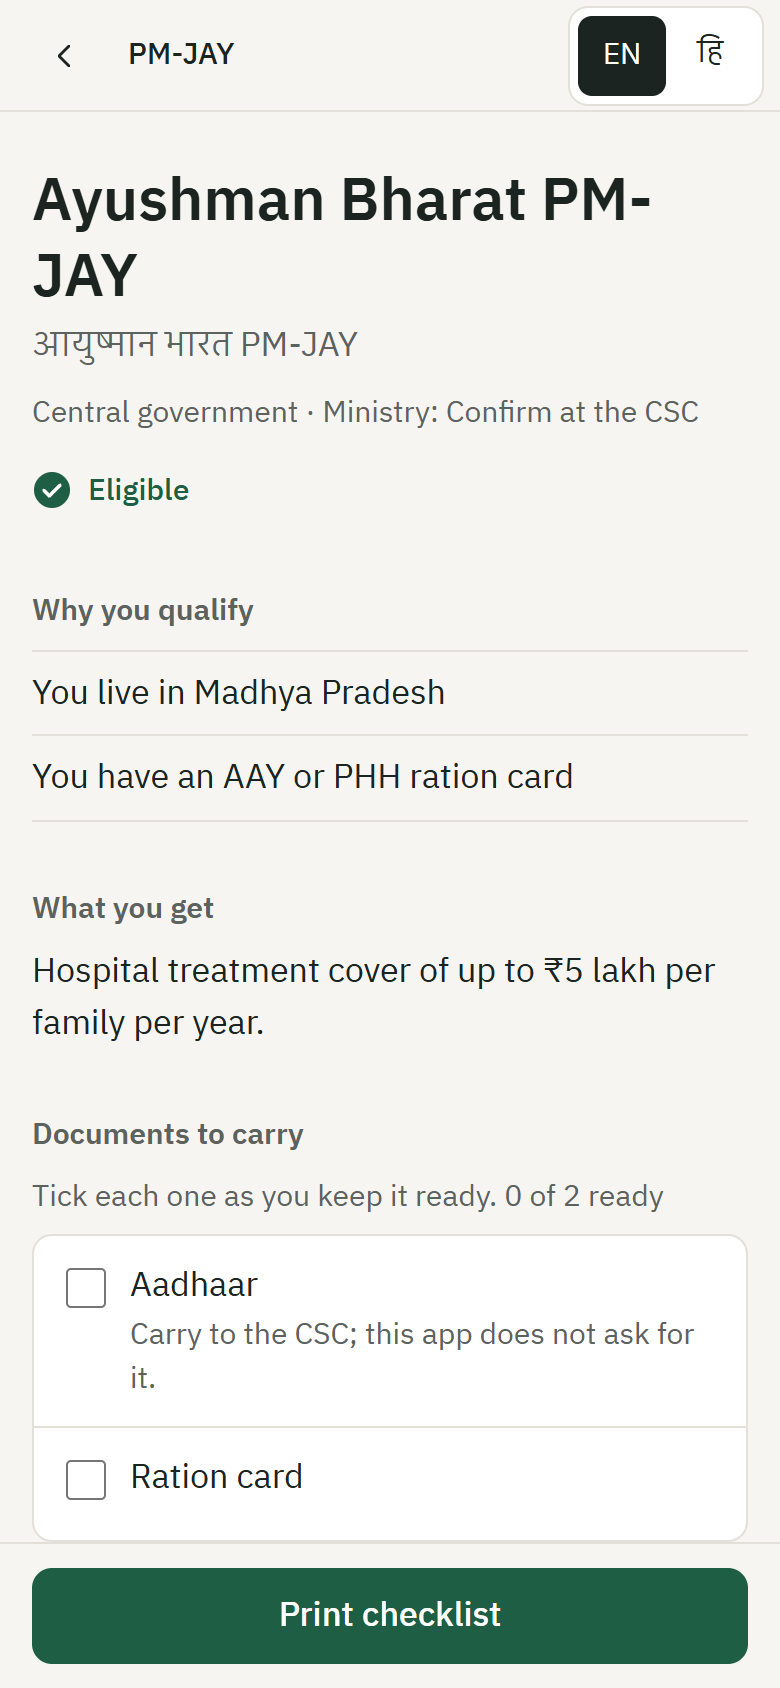 PM-JAY
EN
हि
Ayushman Bharat PM-
JAY
आयुष्मान भारत PM-JAY
Central government · Ministry: Confirm at the CSC
Eligible
Why you qualify
You live in Madhya Pradesh
You have an AAY or PHH ration card
What you get
Hospital treatment cover of up to ₹5 lakh per
family per year.
Documents to carry
Tick each one as you keep it ready. 0 of 2 ready
Aadhaar
Carry to the CSC; this app does not ask for
it.
Ration card
Print checklist